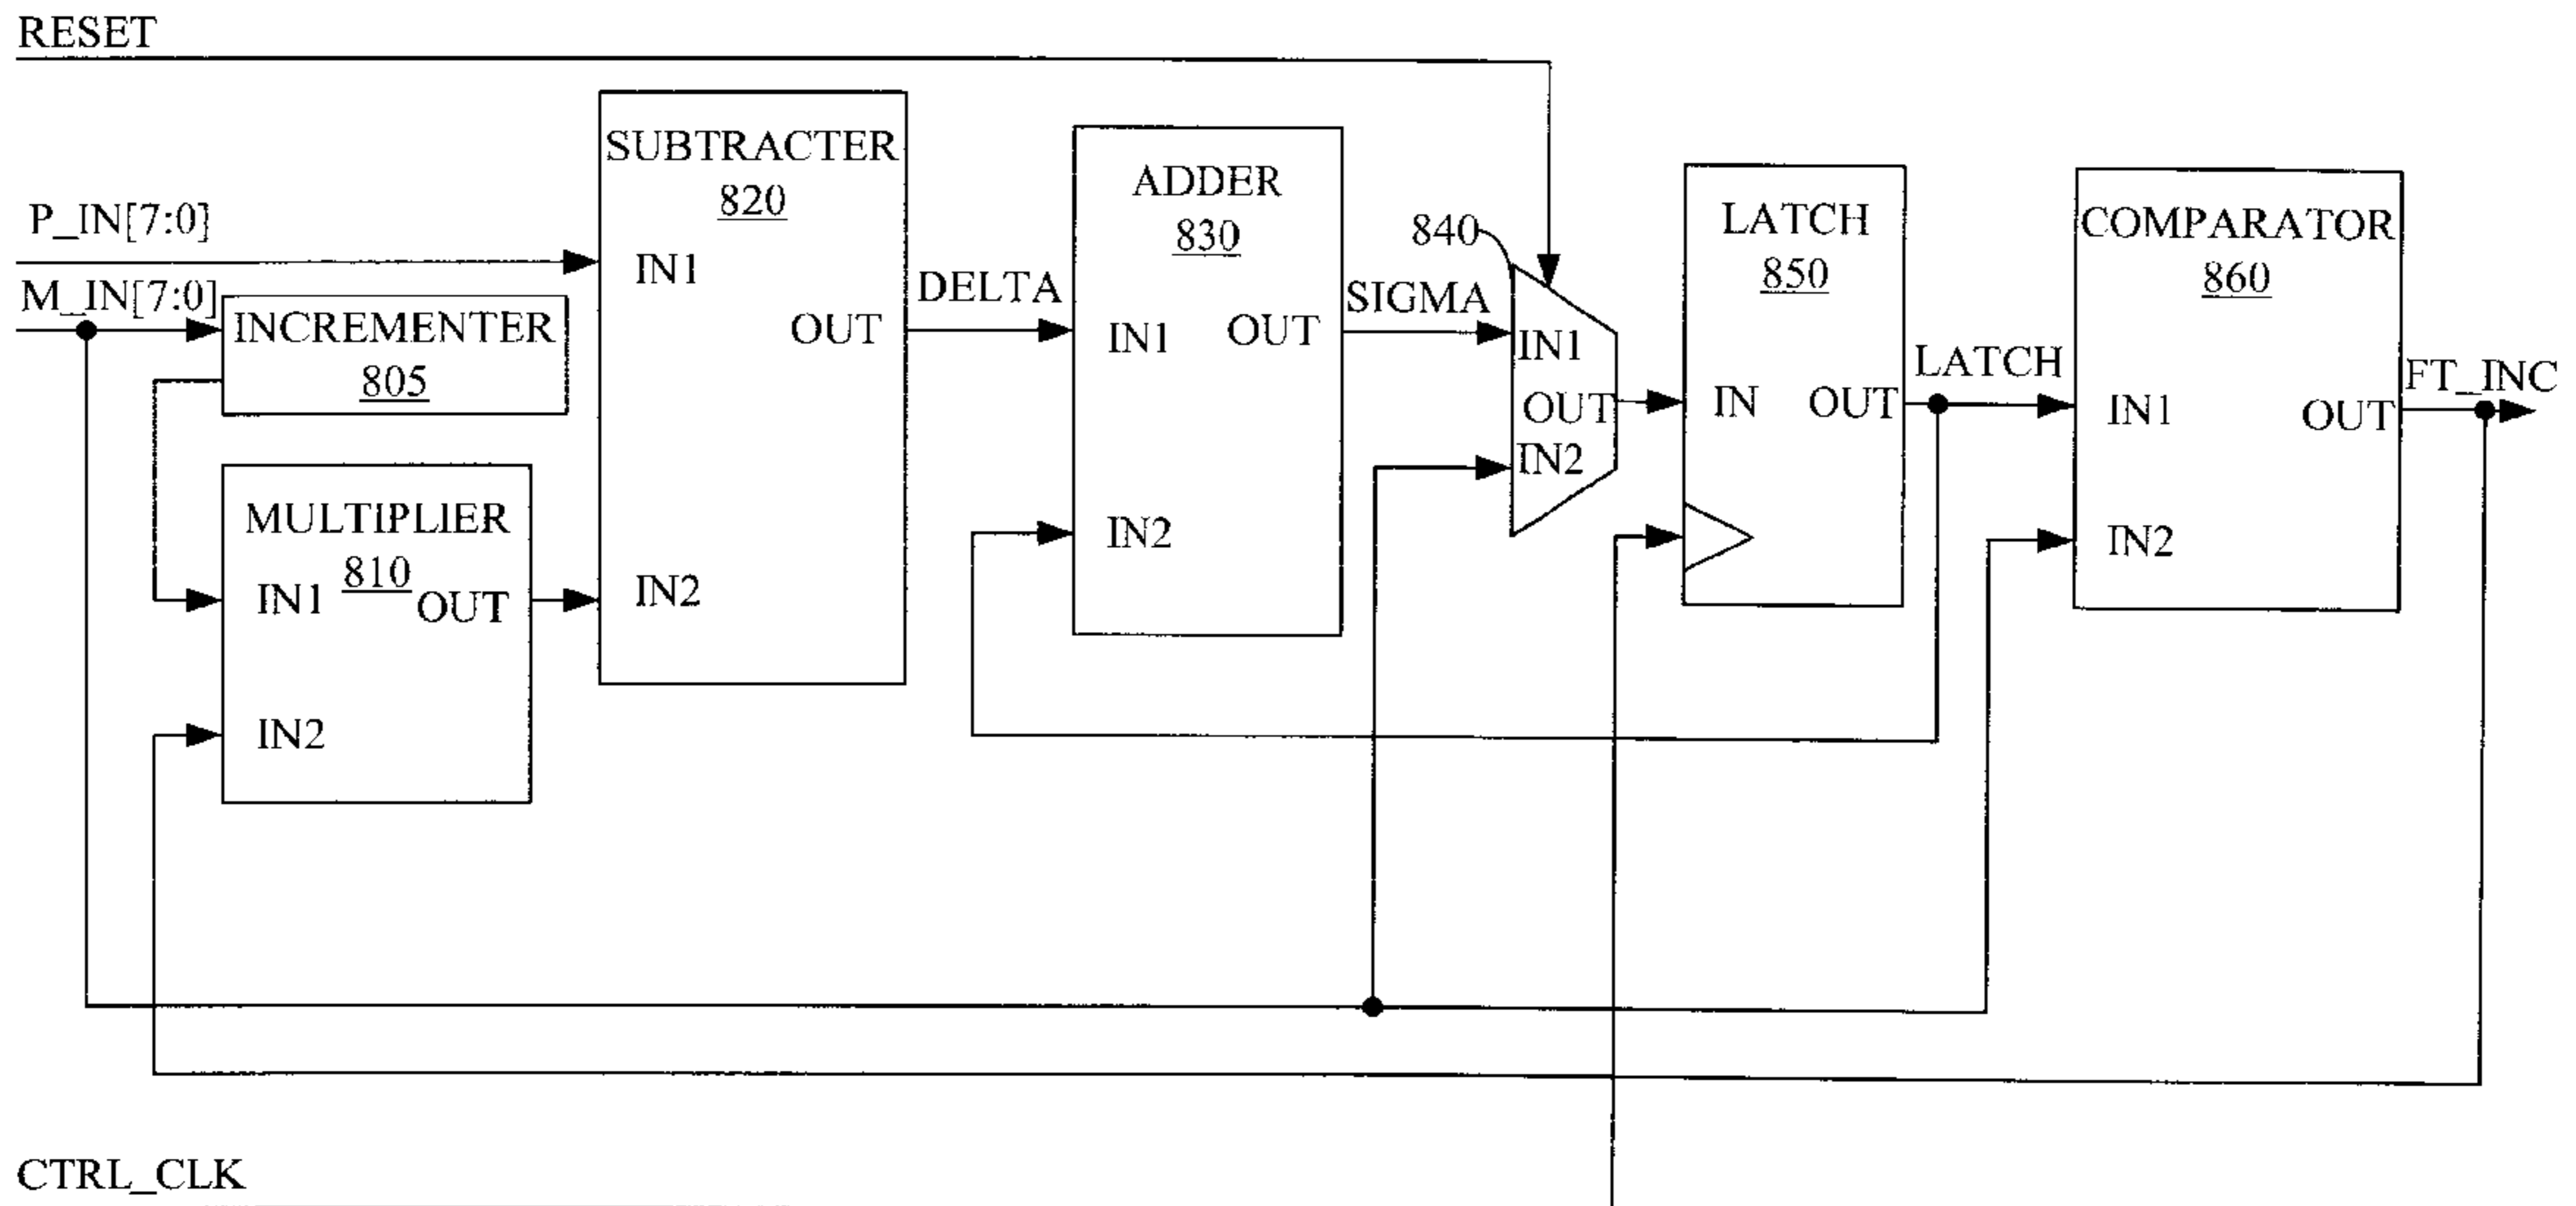 RESET
P_IN[7:0]
M_IN[7:0]
INCREMENTER
805
MULTIPLIER
810
IN1
OUT
IN2
SUBTRACTER
820
IN1
OUT
IN2
DELTA
ADDER
830
IN1
OUT
IN2
SIGMA
840
IN1
OUT
IN2
LATCH
850
IN
OUT
LATCH
COMPARATOR
860
IN1
OUT
IN2
FT_INC
CTRL_CLK